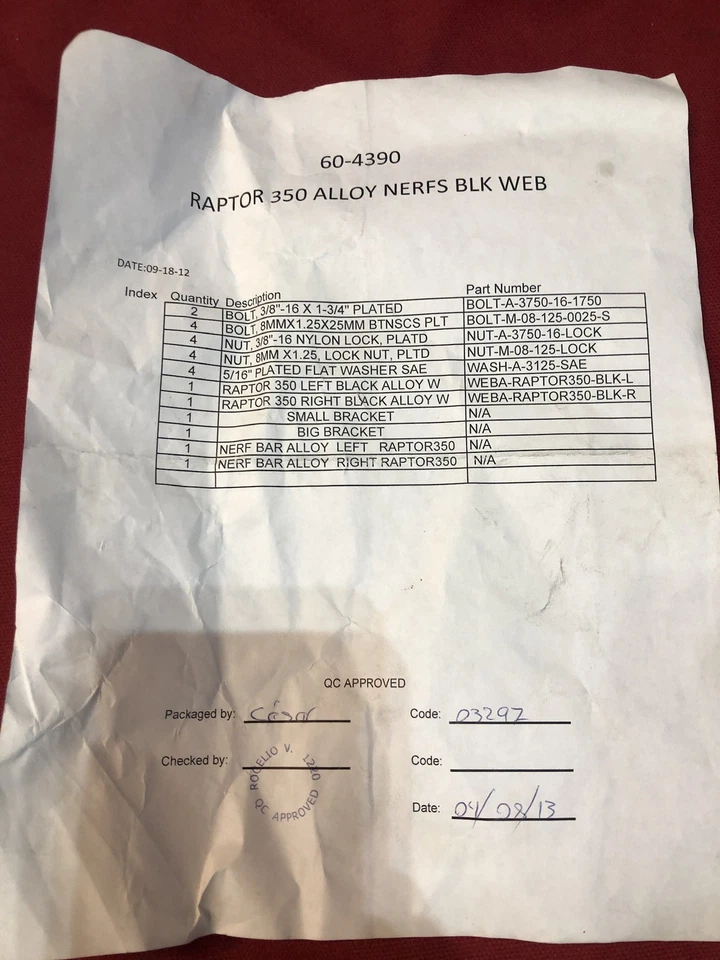 60-4390
RAPTOR 350 ALLOY NERFS BLK WEB
DATE:09-18-12
Index Quantity Description Part Number
2 BOLT, 3/8"-16 X 1-3/4" PLATED BOLT-A-3750-16-1750
4 BOLT, 8MMX1.25X25MM BTNSCS PLT BOLT-M-08-125-0025-S
4 NUT, 3/8"-16 NYLON LOCK, PLATD NUT-A-3750-16-LOCK
4 NUT, 8MM X1.25, LOCK NUT, PLTD NUT-M-08-125-LOCK
4 5/16" PLATED FLAT WASHER SAE WASH-A-3125-SAE
1 RAPTOR 350 LEFT BLACK ALLOY W WEBA-RAPTOR350-BLK-L
1 RAPTOR 350 RIGHT BLACK ALLOY W WEBA-RAPTOR350-BLK-R
1 SMALL BRACKET N/A
1 BIG BRACKET N/A
1 NERF BAR ALLOY LEFT RAPTOR350 N/A
1 NERF BAR ALLOY RIGHT RAPTOR350 N/A
QC APPROVED
Packaged by: César Code: 03297
Checked by: Code:
ROGELIO V. 1220
QC APPROVED
Date: 04/08/13